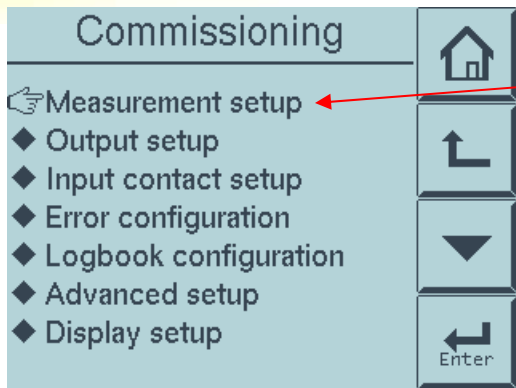 Commissioning
Measurement setup
Output setup
Input contact setup
Error configuration
Logbook configuration
Advanced setup
Display setup
Enter